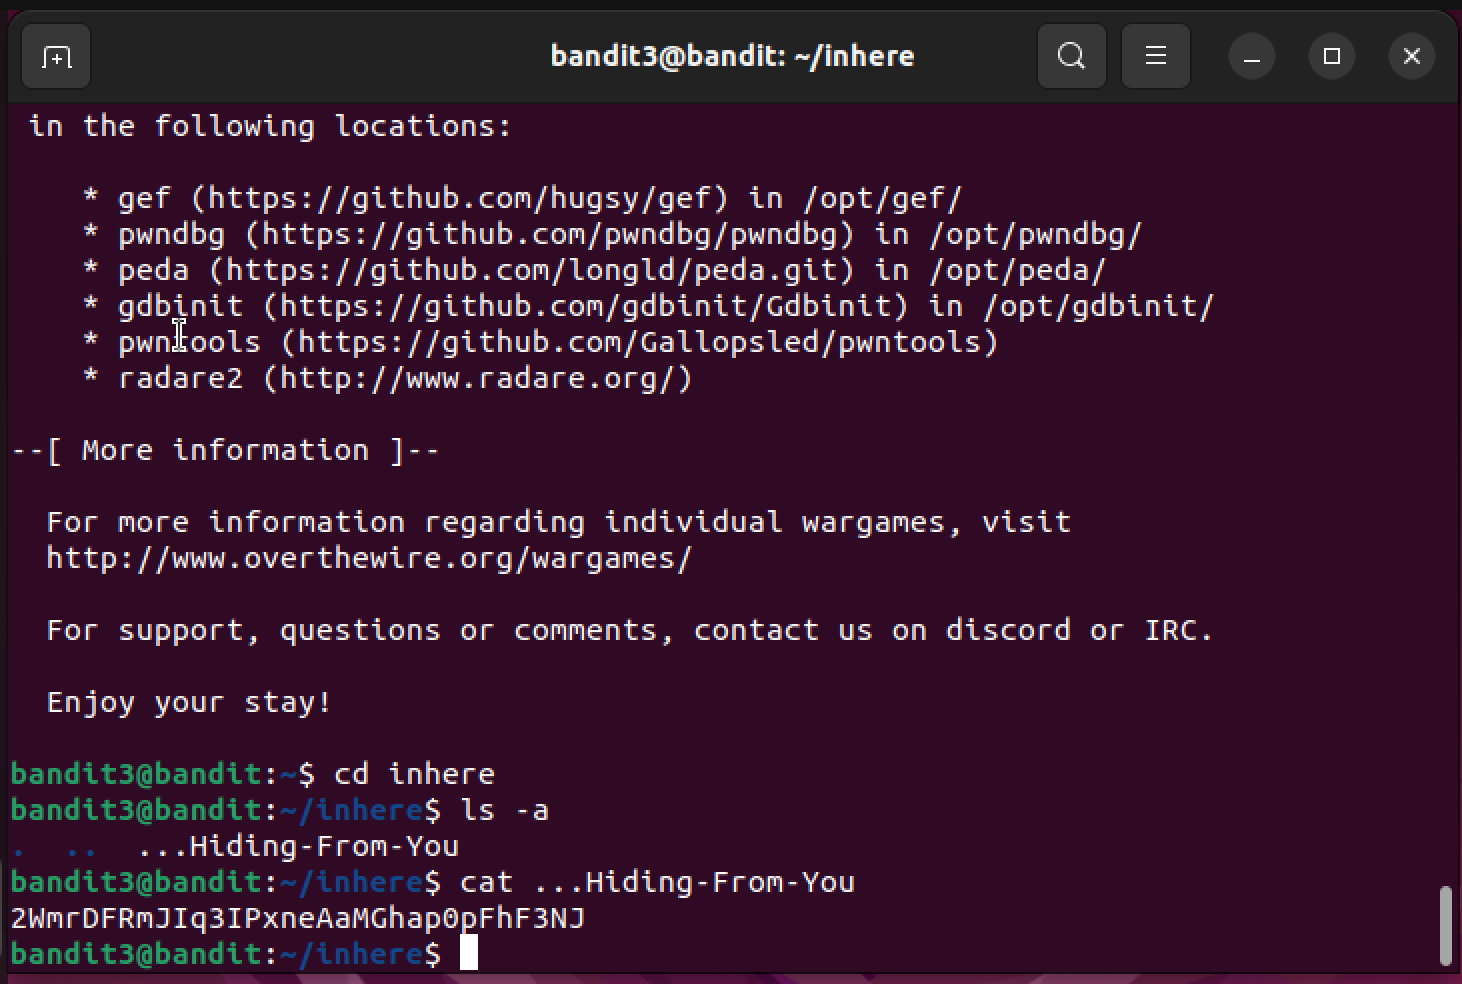 bandit3@bandit: ~/inhere
in the following locations:
* gef (https://github.com/hugsy/gef) in /opt/gef/
* pwndbg (https://github.com/pwndbg/pwndbg) in /opt/pwndbg/
* peda (https://github.com/longld/peda.git) in /opt/peda/
* gdbinit (https://github.com/gdbinit/Gdbinit) in /opt/gdbinit/
* pwntools (https://github.com/Gallopsled/pwntools)
* radare2 (http://www.radare.org/)
--[ More information ]--
For more information regarding individual wargames, visit
http://www.overthewire.org/wargames/
For support, questions or comments, contact us on discord or IRC.
Enjoy your stay!
bandit3@bandit:~$ cd inhere
bandit3@bandit:~/inhere$ ls -a
.  ..  ...Hiding-From-You
bandit3@bandit:~/inhere$ cat ...Hiding-From-You
2WmrDFRmJIq3IPxneAaMGhap0pFhF3NJ
bandit3@bandit:~/inhere$